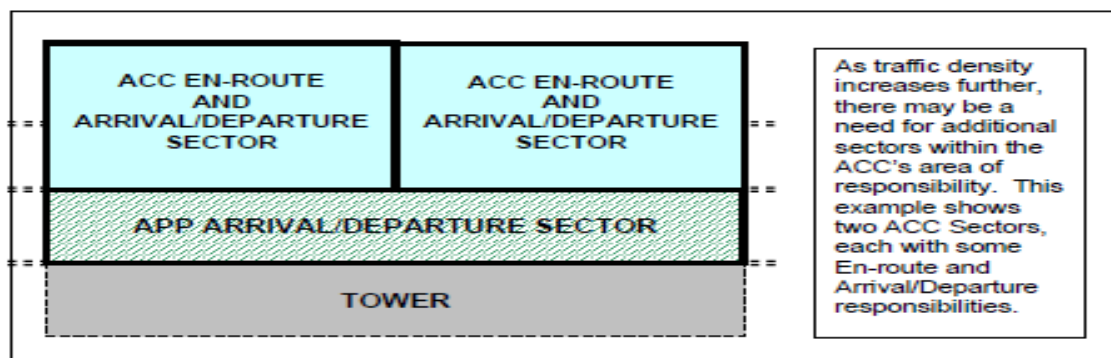 ACC EN-ROUTE
AND
ARRIVAL/DEPARTURE
SECTOR
ACC EN-ROUTE
AND
ARRIVAL/DEPARTURE
SECTOR
APP ARRIVAL/DEPARTURE SECTOR
TOWER
As traffic density
increases further,
there may be a
need for additional
sectors within the
ACC's area of
responsibility. This
example shows
two ACC Sectors,
each with some
En-route and
Arrival/Departure
responsibilities.